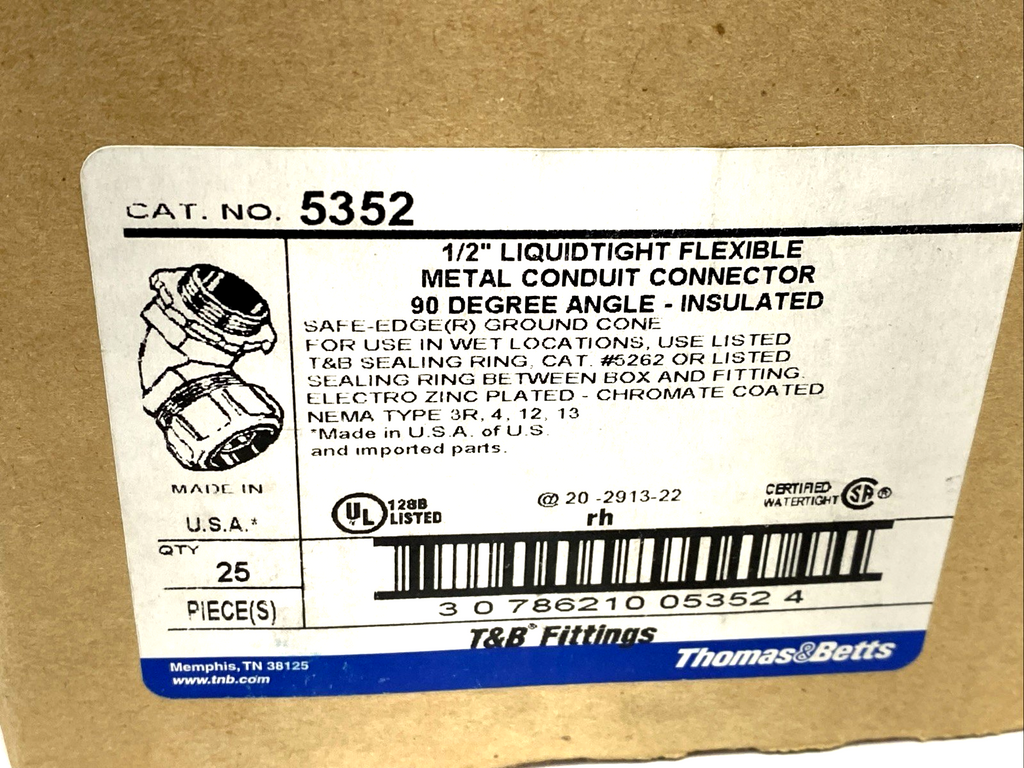 CAT. NO. 5352
1/2" LIQUIDTIGHT FLEXIBLE
METAL CONDUIT CONNECTOR
90 DEGREE ANGLE - INSULATED
SAFE-EDGE(R) GROUND CONE
FOR USE IN WET LOCATIONS, USE LISTED
T&B SEALING RING, CAT. #5262 OR LISTED
SEALING RING BETWEEN BOX AND FITTING.
ELECTRO ZINC PLATED - CHROMATE COATED
NEMA TYPE 3R, 4, 12, 13
*Made in U.S.A. of U.S.
and imported parts.
MADE IN
U.S.A.*
UL 128B
LISTED
@ 20 -2913-22
rh
CERTIFIED
WATERTIGHT SA ®
QTY
25
PIECE(S)
3 0 786210 05352 4
T&B® Fittings
Memphis, TN 38125
www.tnb.com
Thomas&Betts